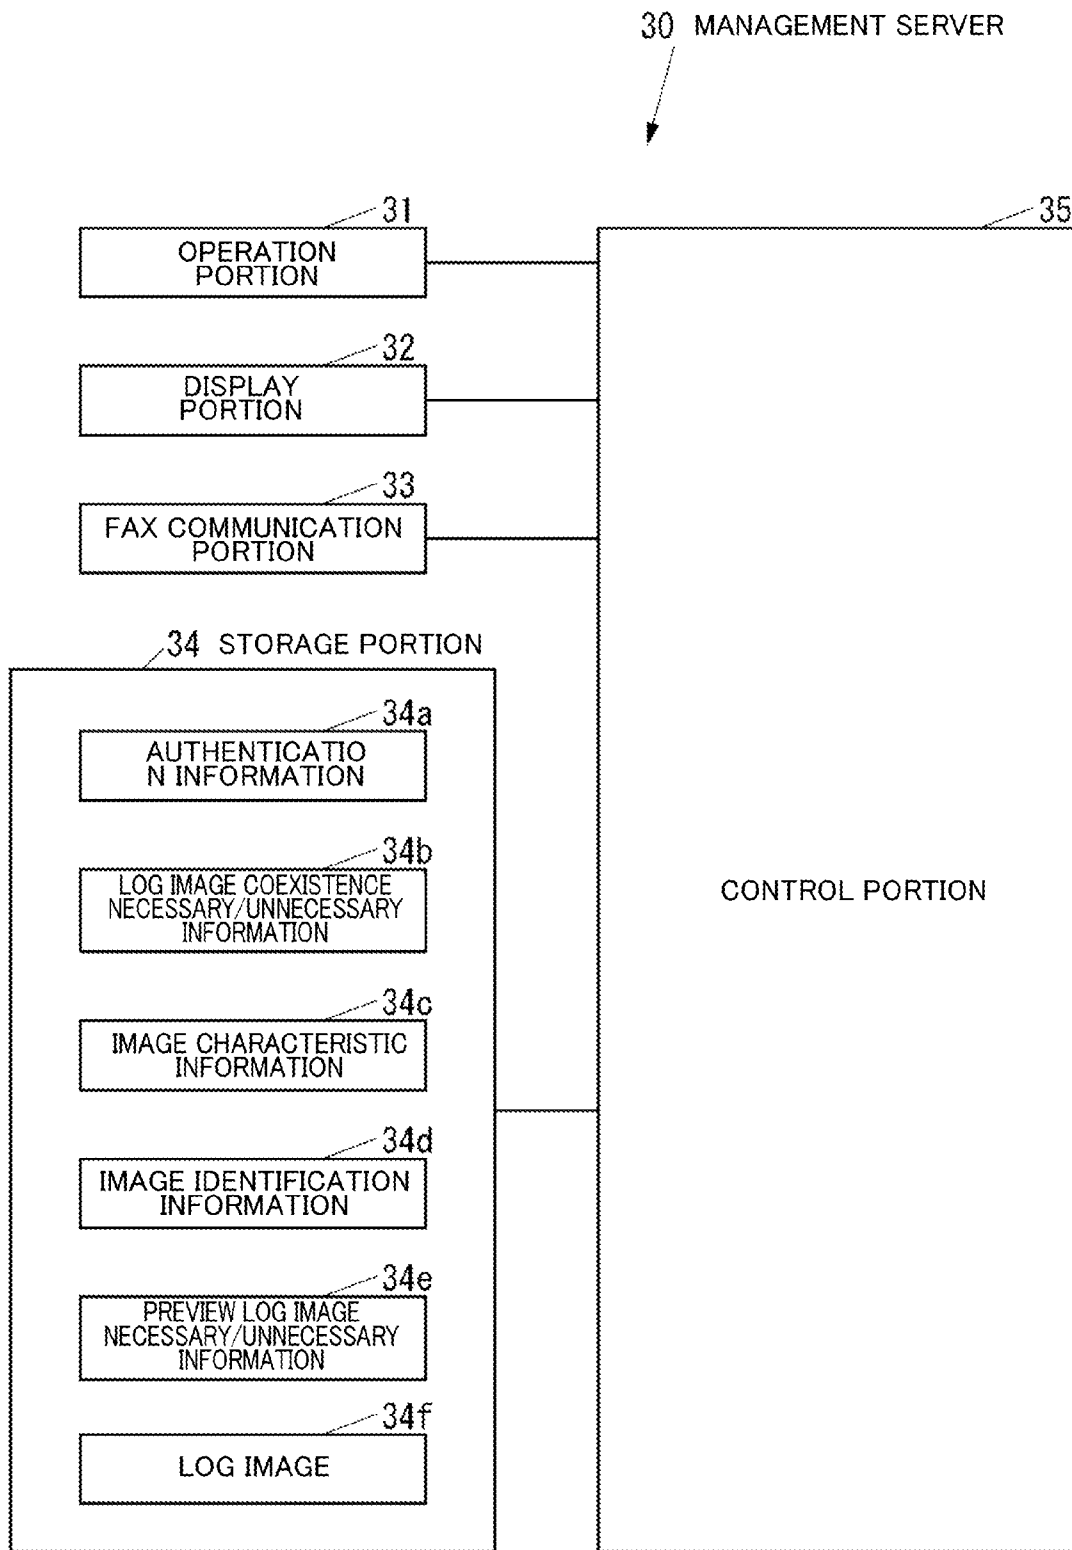 30 MANAGEMENT SERVER
31
OPERATION
PORTION
35
32
DISPLAY
PORTION
33
FAX COMMUNICATION
PORTION
34 STORAGE PORTION
34a
AUTHENTICATIO
N INFORMATION
34b
LOG IMAGE COEXISTENCE
NECESSARY/UNNECESSARY
INFORMATION
CONTROL PORTION
34c
IMAGE CHARACTERISTIC
INFORMATION
34d
IMAGE IDENTIFICATION
INFORMATION
34e
PREVIEW LOG IMAGE
NECESSARY/UNNECESSARY
INFORMATION
34f
LOG IMAGE